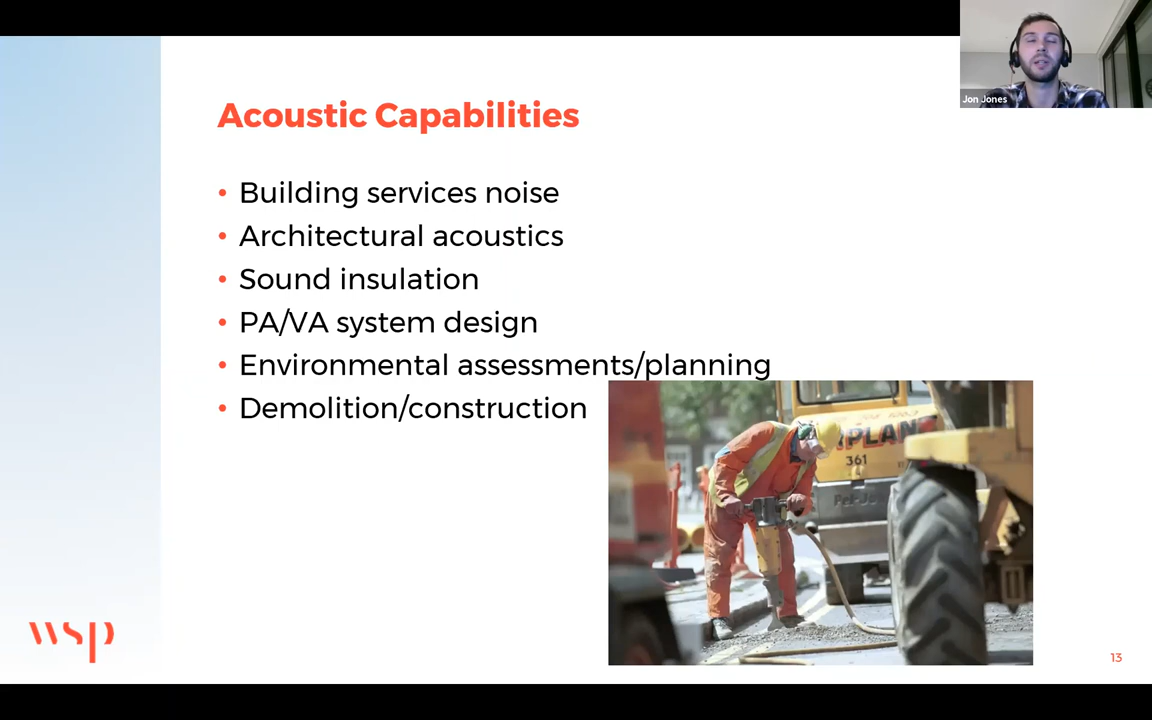 Jon Jones
Acoustic Capabilities
• Building services noise
• Architectural acoustics
• Sound insulation
• PA/VA system design
• Environmental assessments/planning
• Demolition/construction
PLANT
361
wsp
13